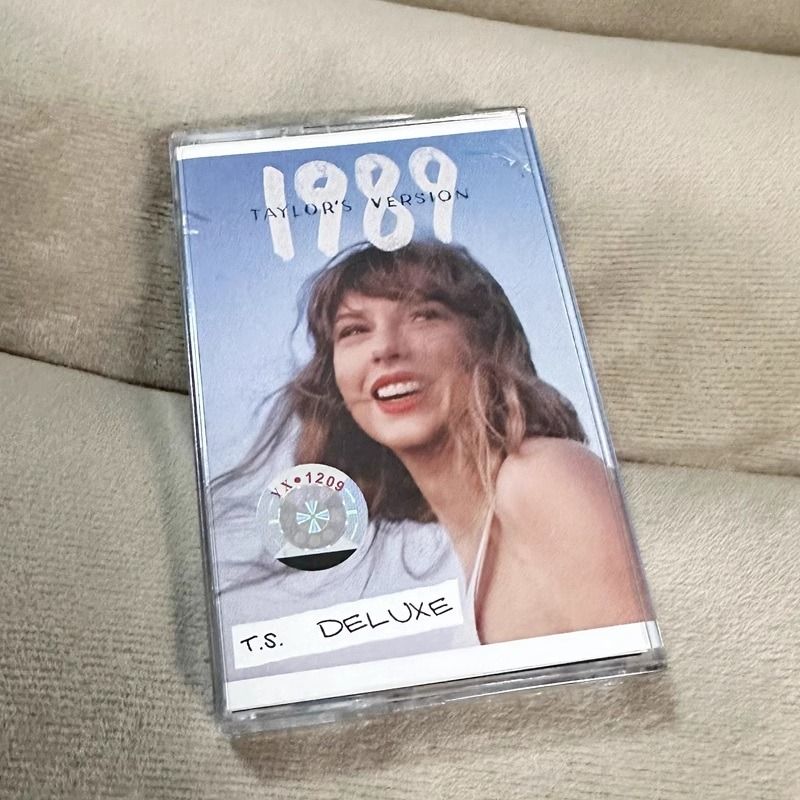 1989
TAYLOR'S VERSION
YX•1209
T.S. DELUXE